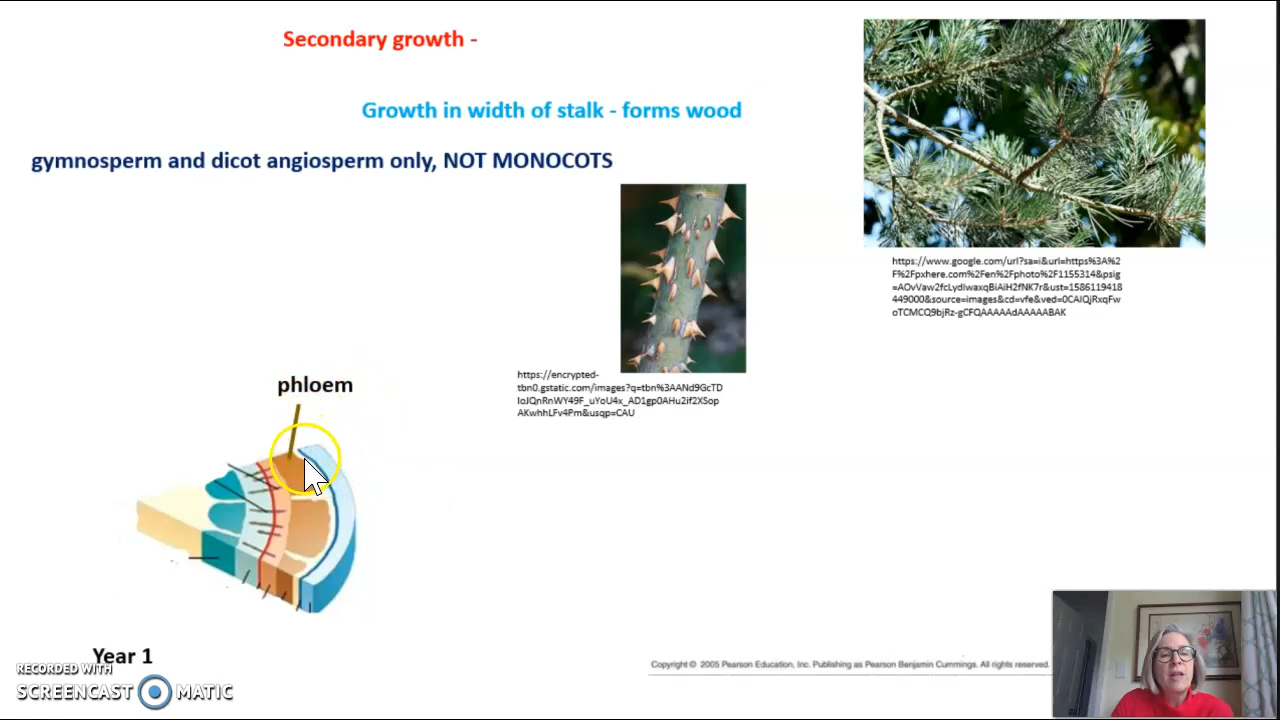 Secondary growth -
Growth in width of stalk - forms wood
gymnosperm and dicot angiosperm only, NOT MONOCOTS
https://www.google.com/url?sa=i&url=https%3A%2
F%2Fpxhere.com%2Fen%2Fphoto%2F1155314&psig
=AOvVaw2fcLydIwaxqBiAiH2fNK7r&ust=1586119418
449000&source=images&cd=vfe&ved=0CAIQjRxqFw
oTCMCQ9bjRz-gCFQAAAAAdAAAAABAK
https://encrypted-
tbn0.gstatic.com/images?q=tbn%3AANd9GcTD
IoJQnRnWY49F_uYoU4x_AD1gp0AHu2if2XSop
AKwhhLFv4Pm&usqp=CAU
phloem
Year 1
RECORDED WITH
SCREENCAST MATIC
Copyright © 2005 Pearson Education, Inc. Publishing as Pearson Benjamin Cummings. All rights reserved.